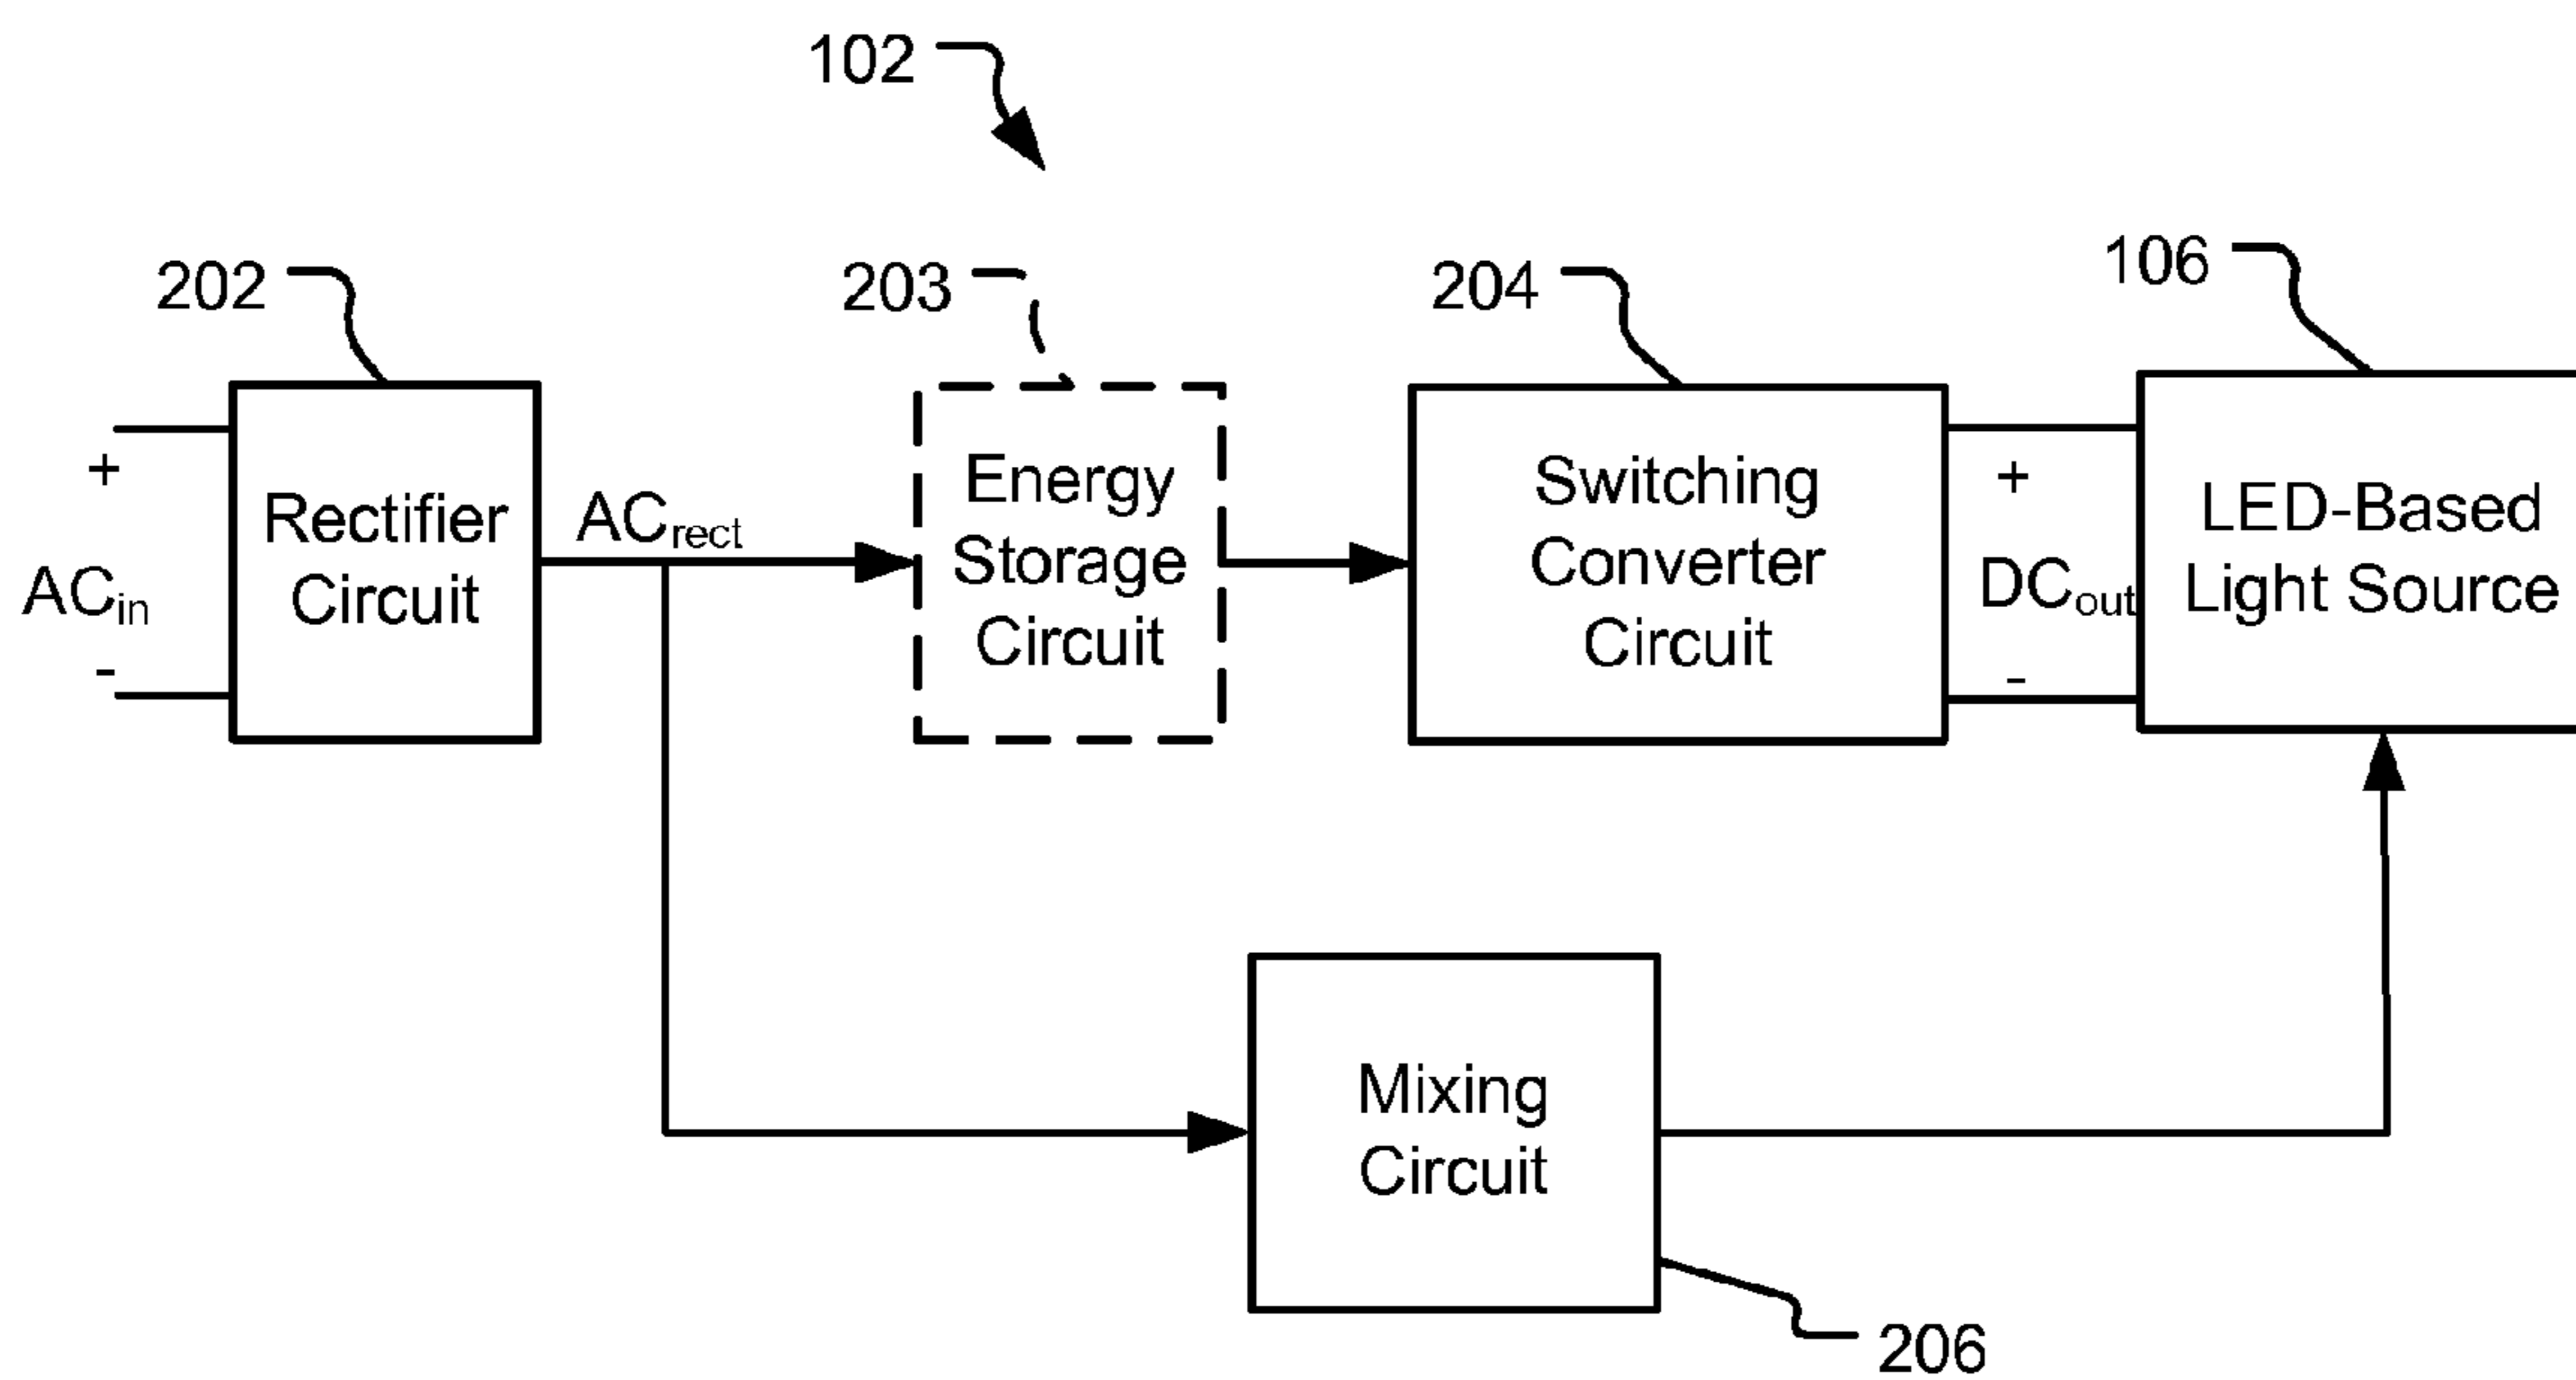 102
202
203
204
106
+
ACin
-
Rectifier
Circuit
ACrect
Energy
Storage
Circuit
Switching
Converter
Circuit
+
DCout
-
LED-Based
Light Source
Mixing
Circuit
206